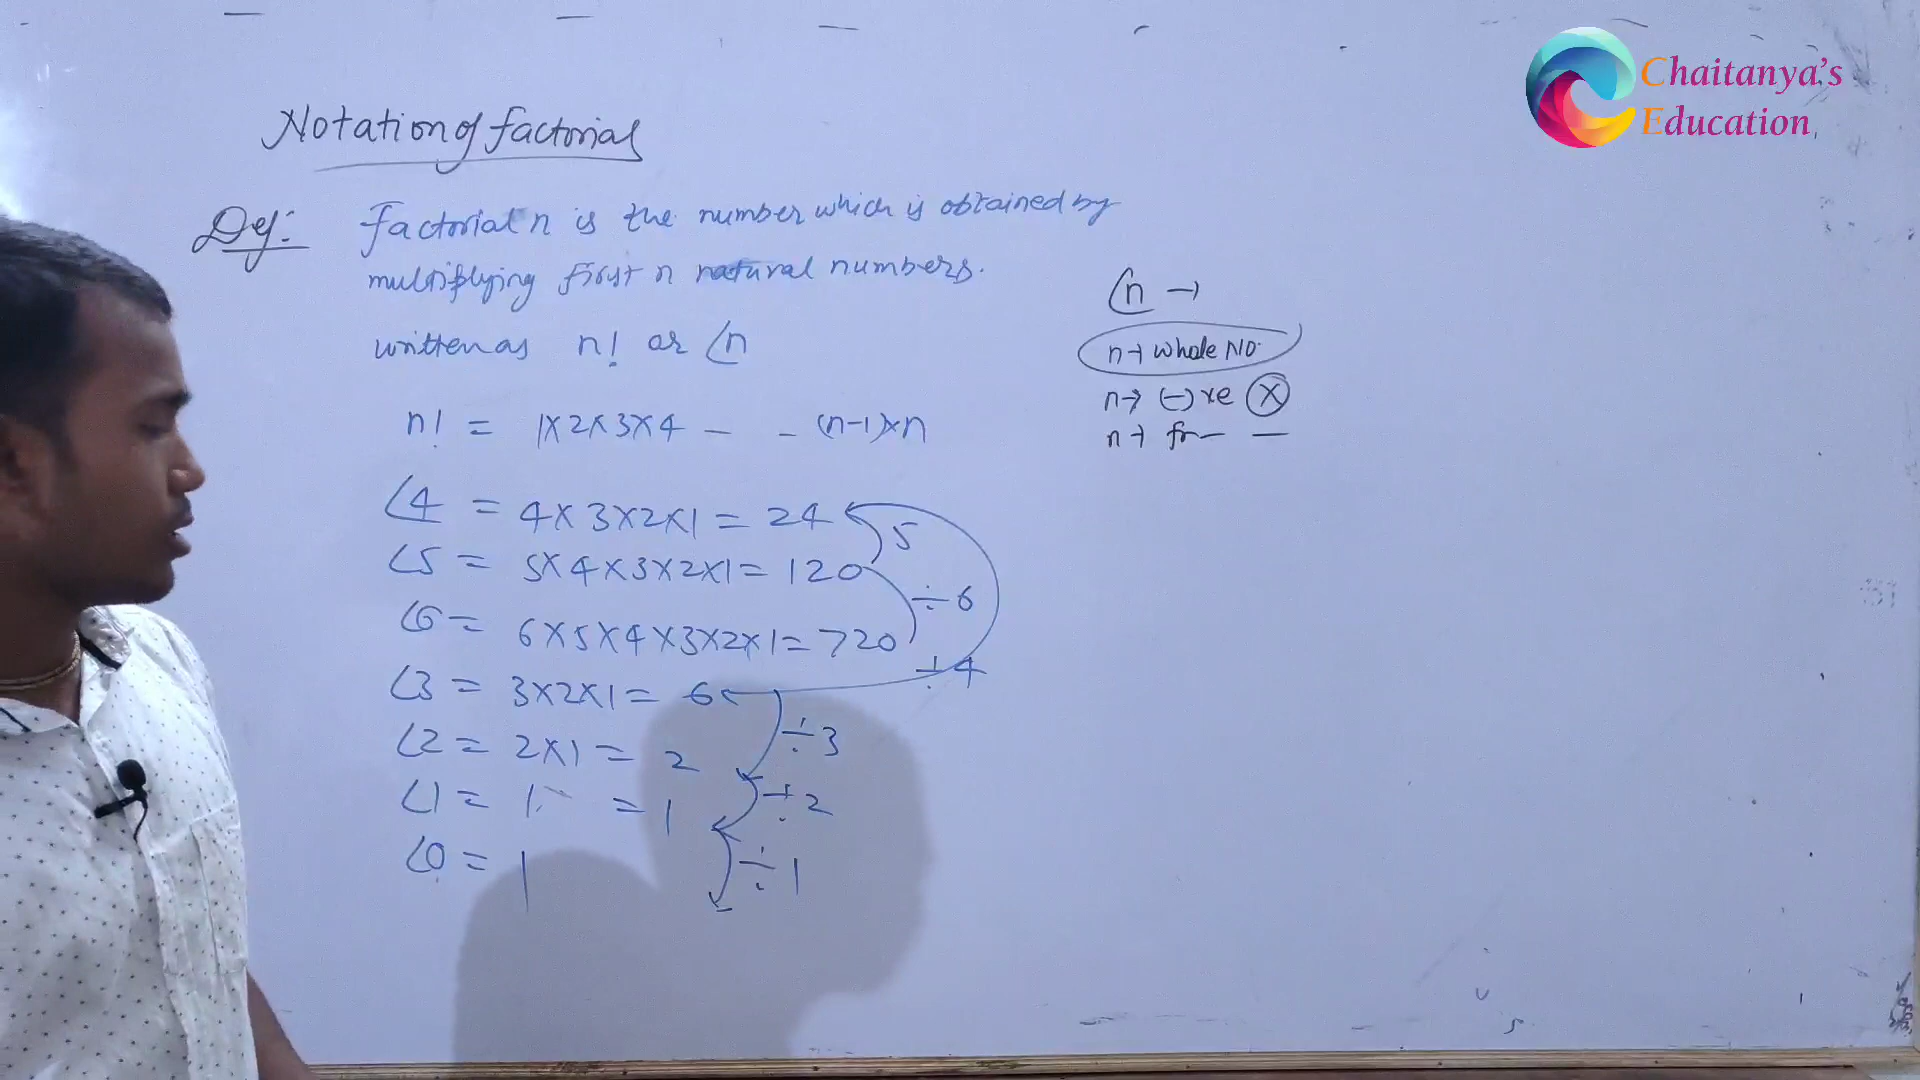 Chaitanya's
Education
Notation of factorial
Def: Factorial n is the number which is obtained by
multiplying first n natural numbers.
written as n! or ∠n
n! = 1×2×3×4 – – (n-1)×n
∠4 = 4×3×2×1 = 24
5
∠5 = 5×4×3×2×1 = 120
÷6
∠6 = 6×5×4×3×2×1 = 720
÷4
∠3 = 3×2×1 = 6
÷3
∠2 = 2×1 = 2
÷2
∠1 = 1 = 1
÷1
∠0 = 1
∠n →
n→ whole NO.
n→ (–)ve X
n→ fr– —